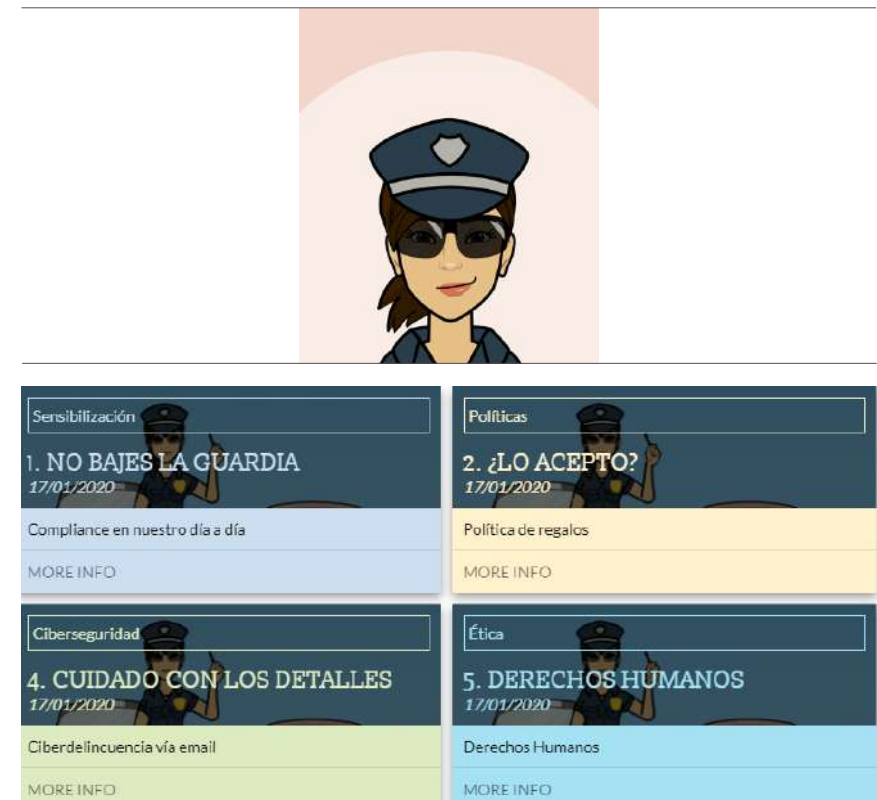 Sensibilización
1. NO BAJES LA GUARDIA
17/01/2020
Compliance en nuestro día a día
MORE INFO
Políticas
2. ¿LO ACEPTO?
17/01/2020
Política de regalos
MORE INFO
Ciberseguridad
4. CUIDADO CON LOS DETALLES
17/01/2020
Ciberdelincuencia vía email
MORE INFO
Ética
5. DERECHOS HUMANOS
17/01/2020
Derechos Humanos
MORE INFO